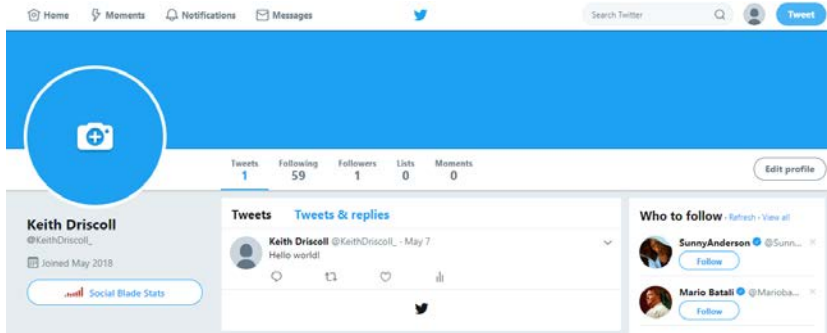 Home Moments Notifications Messages Search Twitter Tweet
Tweets Following Followers Lists Moments
1 59 1 0 0
Edit profile
Keith Driscoll
@KeithDriscoll_
Joined May 2018
Social Blade Stats
Tweets Tweets & replies
Keith Driscoll @KeithDriscoll_ · May 7
Hello world!
Who to follow · Refresh · View all
SunnyAnderson @Sunn...
Follow
Mario Batali @Marioba...
Follow